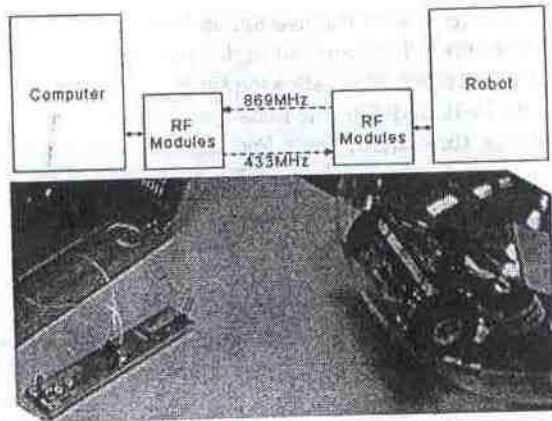 Computer
RF
Modules
869MHz
433MHz
RF
Modules
Robot